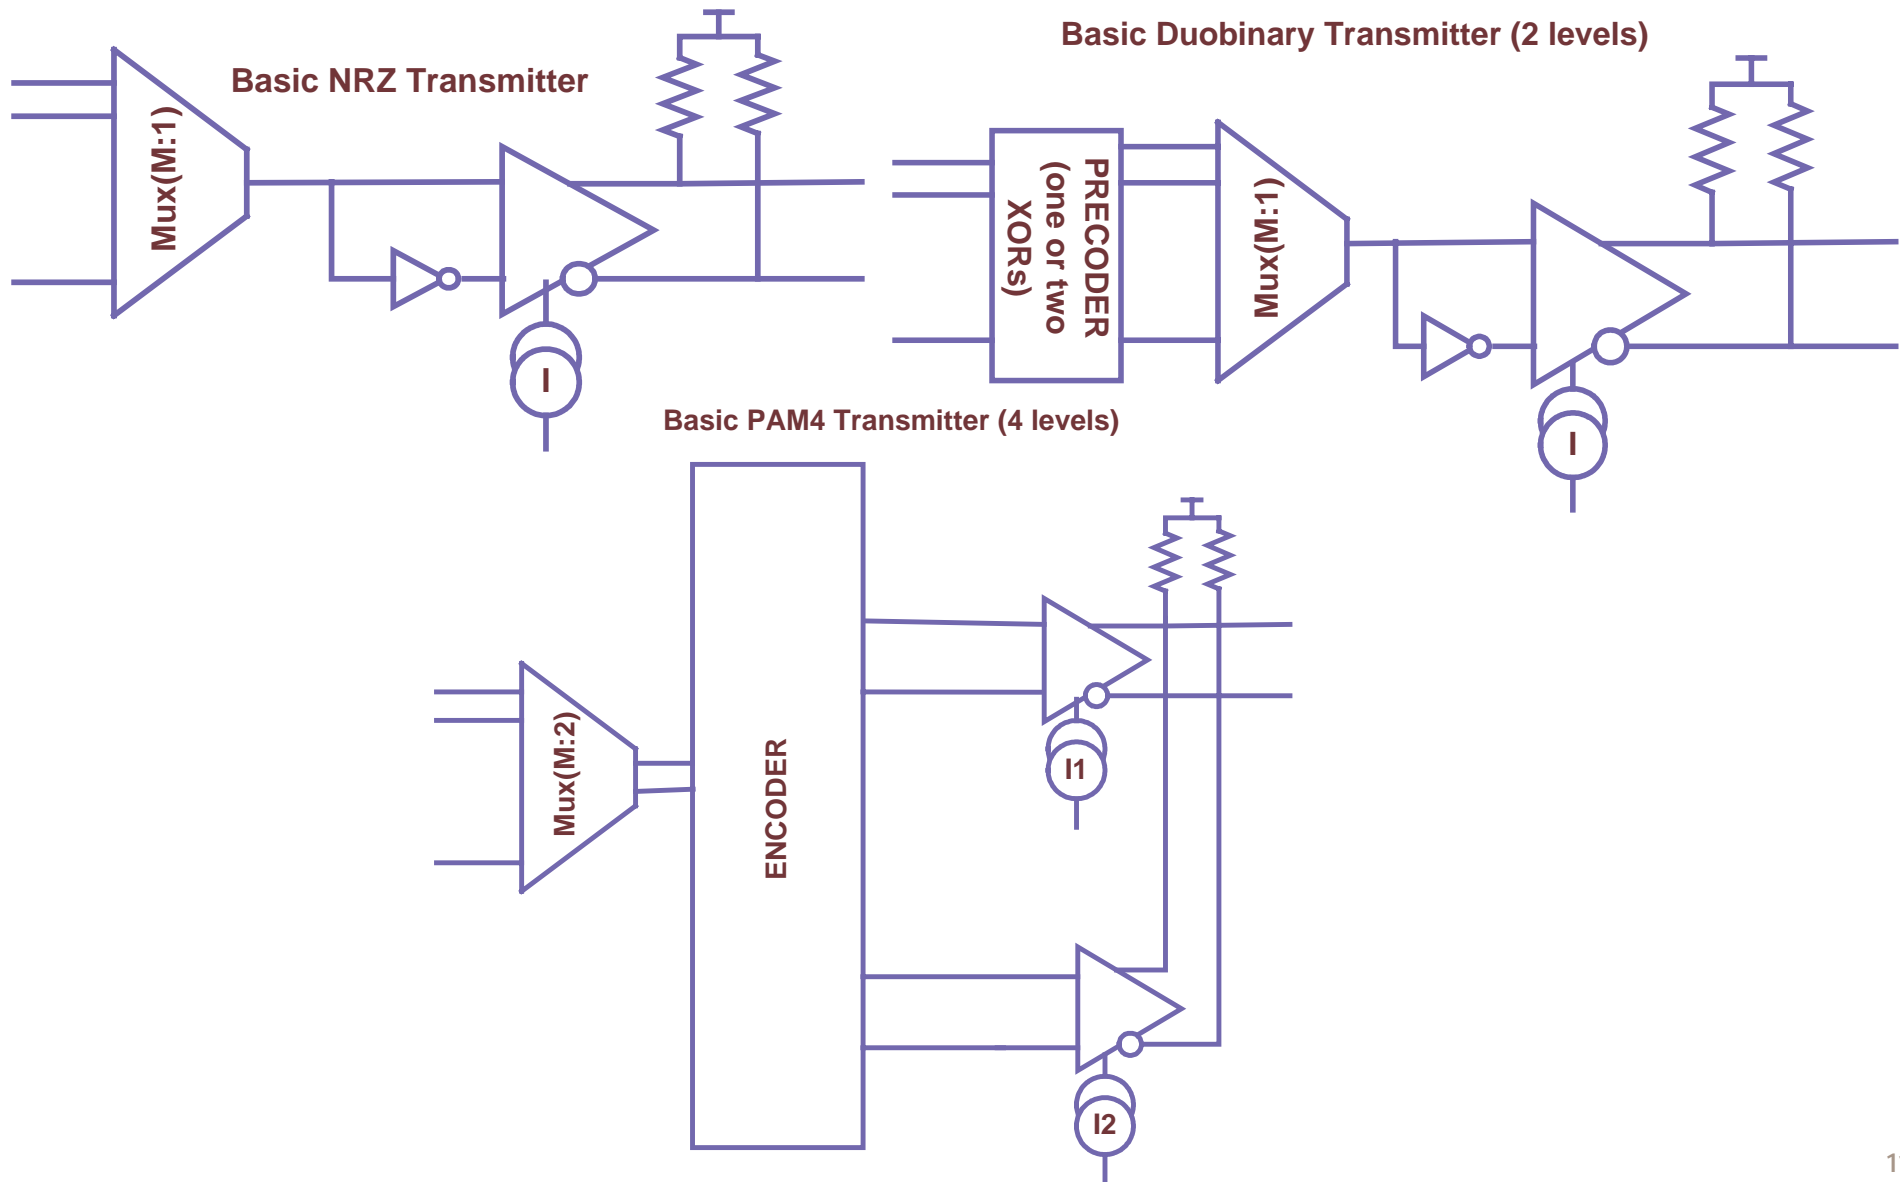 Basic NRZ Transmitter
Mux(M:1)
I
Basic Duobinary Transmitter (2 levels)
PRECODER
(one or two
XORs)
Mux(M:1)
I
Basic PAM4 Transmitter (4 levels)
Mux(M:2)
ENCODER
I1
I2